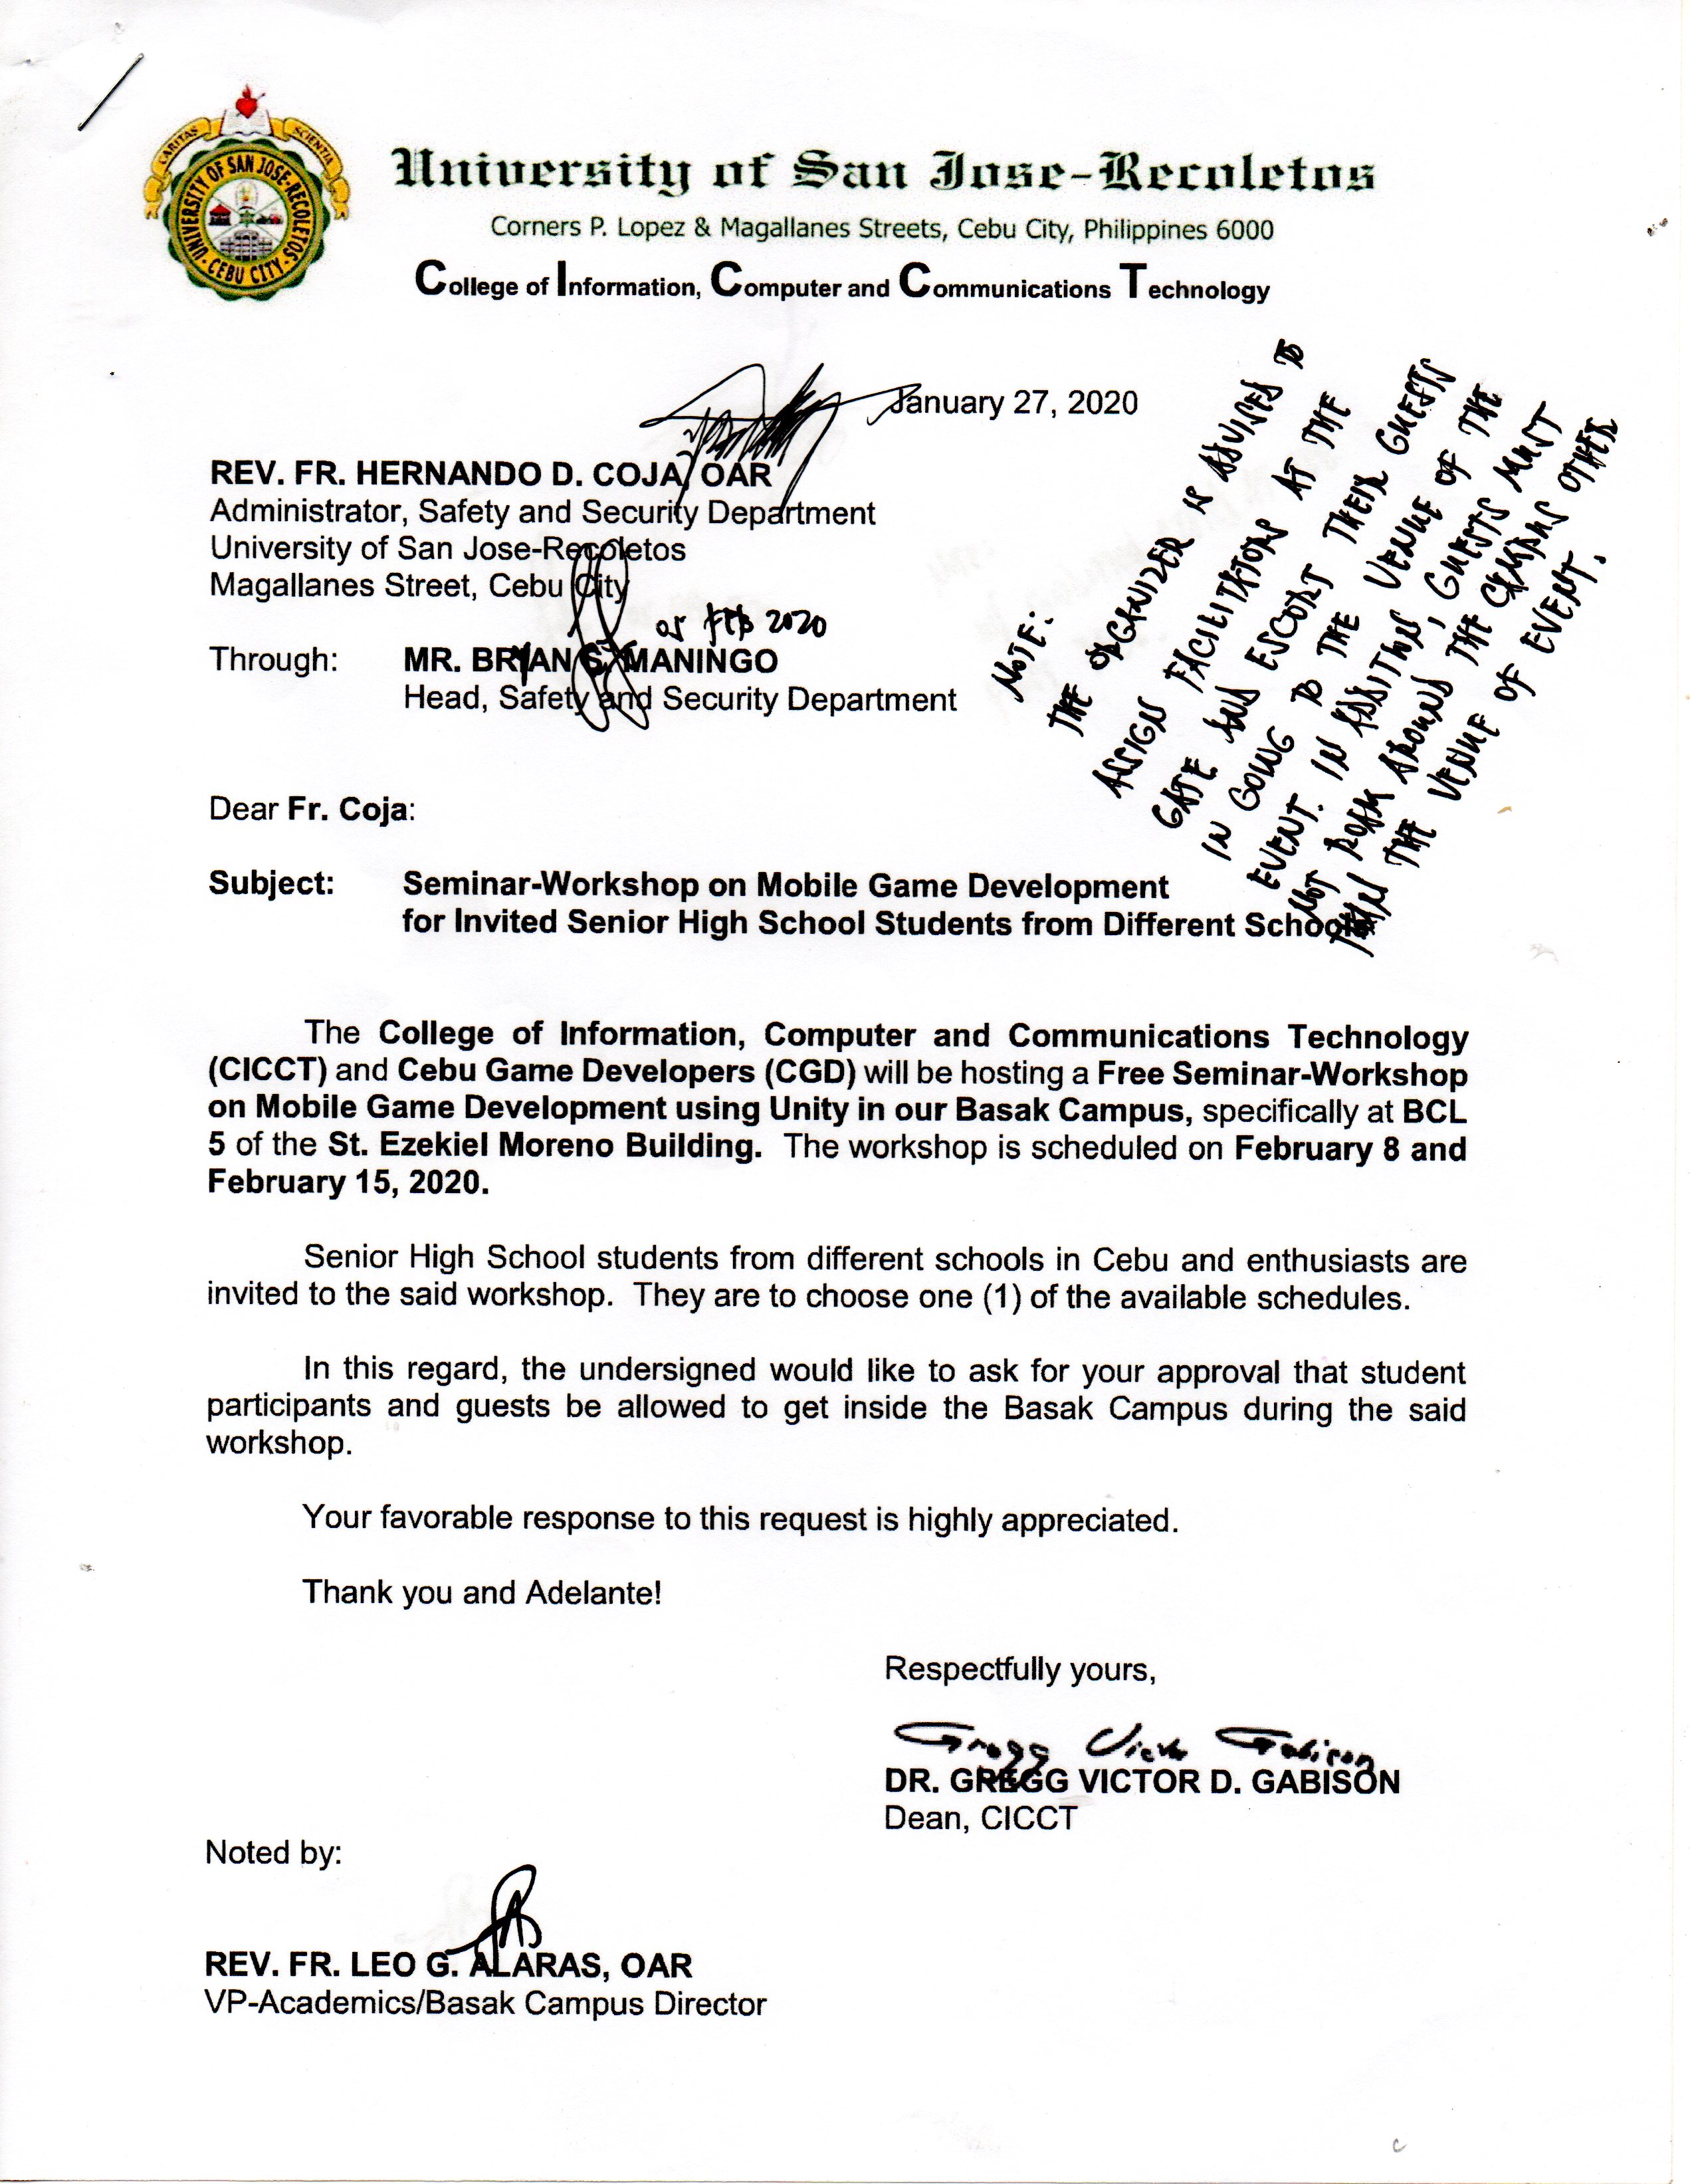 CARITAS SCIENTIA
UNIVERSITY OF SAN JOSE-RECOLETOS
CEBU CITY
University of San Jose-Recoletos
Corners P. Lopez & Magallanes Streets, Cebu City, Philippines 6000
College of Information, Computer and Communications Technology
January 27, 2020
REV. FR. HERNANDO D. COJA, OAR
Administrator, Safety and Security Department
University of San Jose-Recoletos
Magallanes Street, Cebu City
05 FEB 2020
Through: MR. BRYAN S. MANINGO
Head, Safety and Security Department
NOTE:
THE ORGANIZER IS ADVISED TO
ASSIGN FACILITATORS AT THE
GATE AND ESCORT THEIR GUESTS
IN GOING TO THE VENUE OF THE
EVENT. IN ADDITION, GUESTS MUST
NOT ROAM AROUND THE CAMPUS OTHER
THAN THE VENUE OF EVENT.
Dear Fr. Coja:
Subject: Seminar-Workshop on Mobile Game Development
for Invited Senior High School Students from Different Schools
The College of Information, Computer and Communications Technology
(CICCT) and Cebu Game Developers (CGD) will be hosting a Free Seminar-Workshop
on Mobile Game Development using Unity in our Basak Campus, specifically at BCL
5 of the St. Ezekiel Moreno Building. The workshop is scheduled on February 8 and
February 15, 2020.
Senior High School students from different schools in Cebu and enthusiasts are
invited to the said workshop. They are to choose one (1) of the available schedules.
In this regard, the undersigned would like to ask for your approval that student
participants and guests be allowed to get inside the Basak Campus during the said
workshop.
Your favorable response to this request is highly appreciated.
Thank you and Adelante!
Respectfully yours,
Gregg Victor Gabison
DR. GREGG VICTOR D. GABISON
Dean, CICCT
Noted by:
REV. FR. LEO G. ALARAS, OAR
VP-Academics/Basak Campus Director